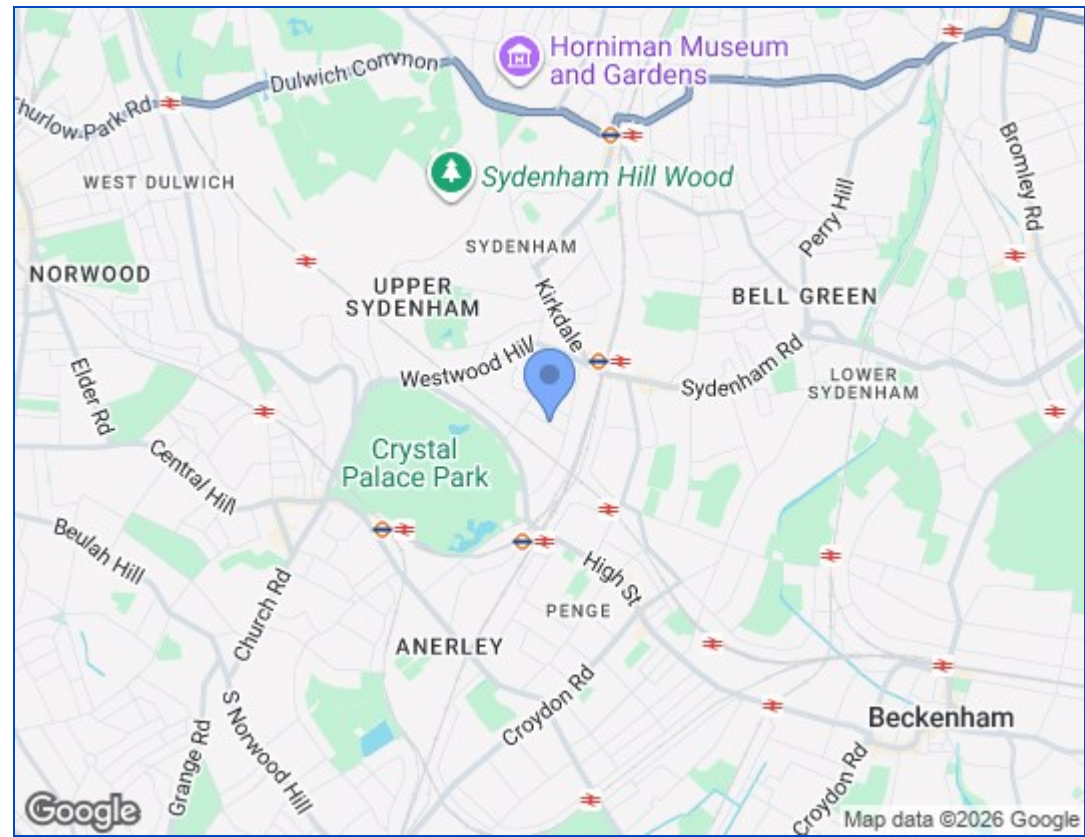 Horniman Museum
and Gardens
Dulwich Common
hurlow Park Rd
Bromley Rd
WEST DULWICH
Sydenham Hill Wood
Perry Hill
SYDENHAM
NORWOOD
UPPER
SYDENHAM
Kirkdale
BELL GREEN
Westwood Hill
Sydenham Rd
LOWER
SYDENHAM
Elder Rd
Crystal
Palace Park
Central Hill
Beulah Hill
High St
Church Rd
PENGE
ANERLEY
Croydon Rd
S Norwood Hill
Grange Rd
Beckenham
Croydon Rd
Google
Map data ©2026 Google